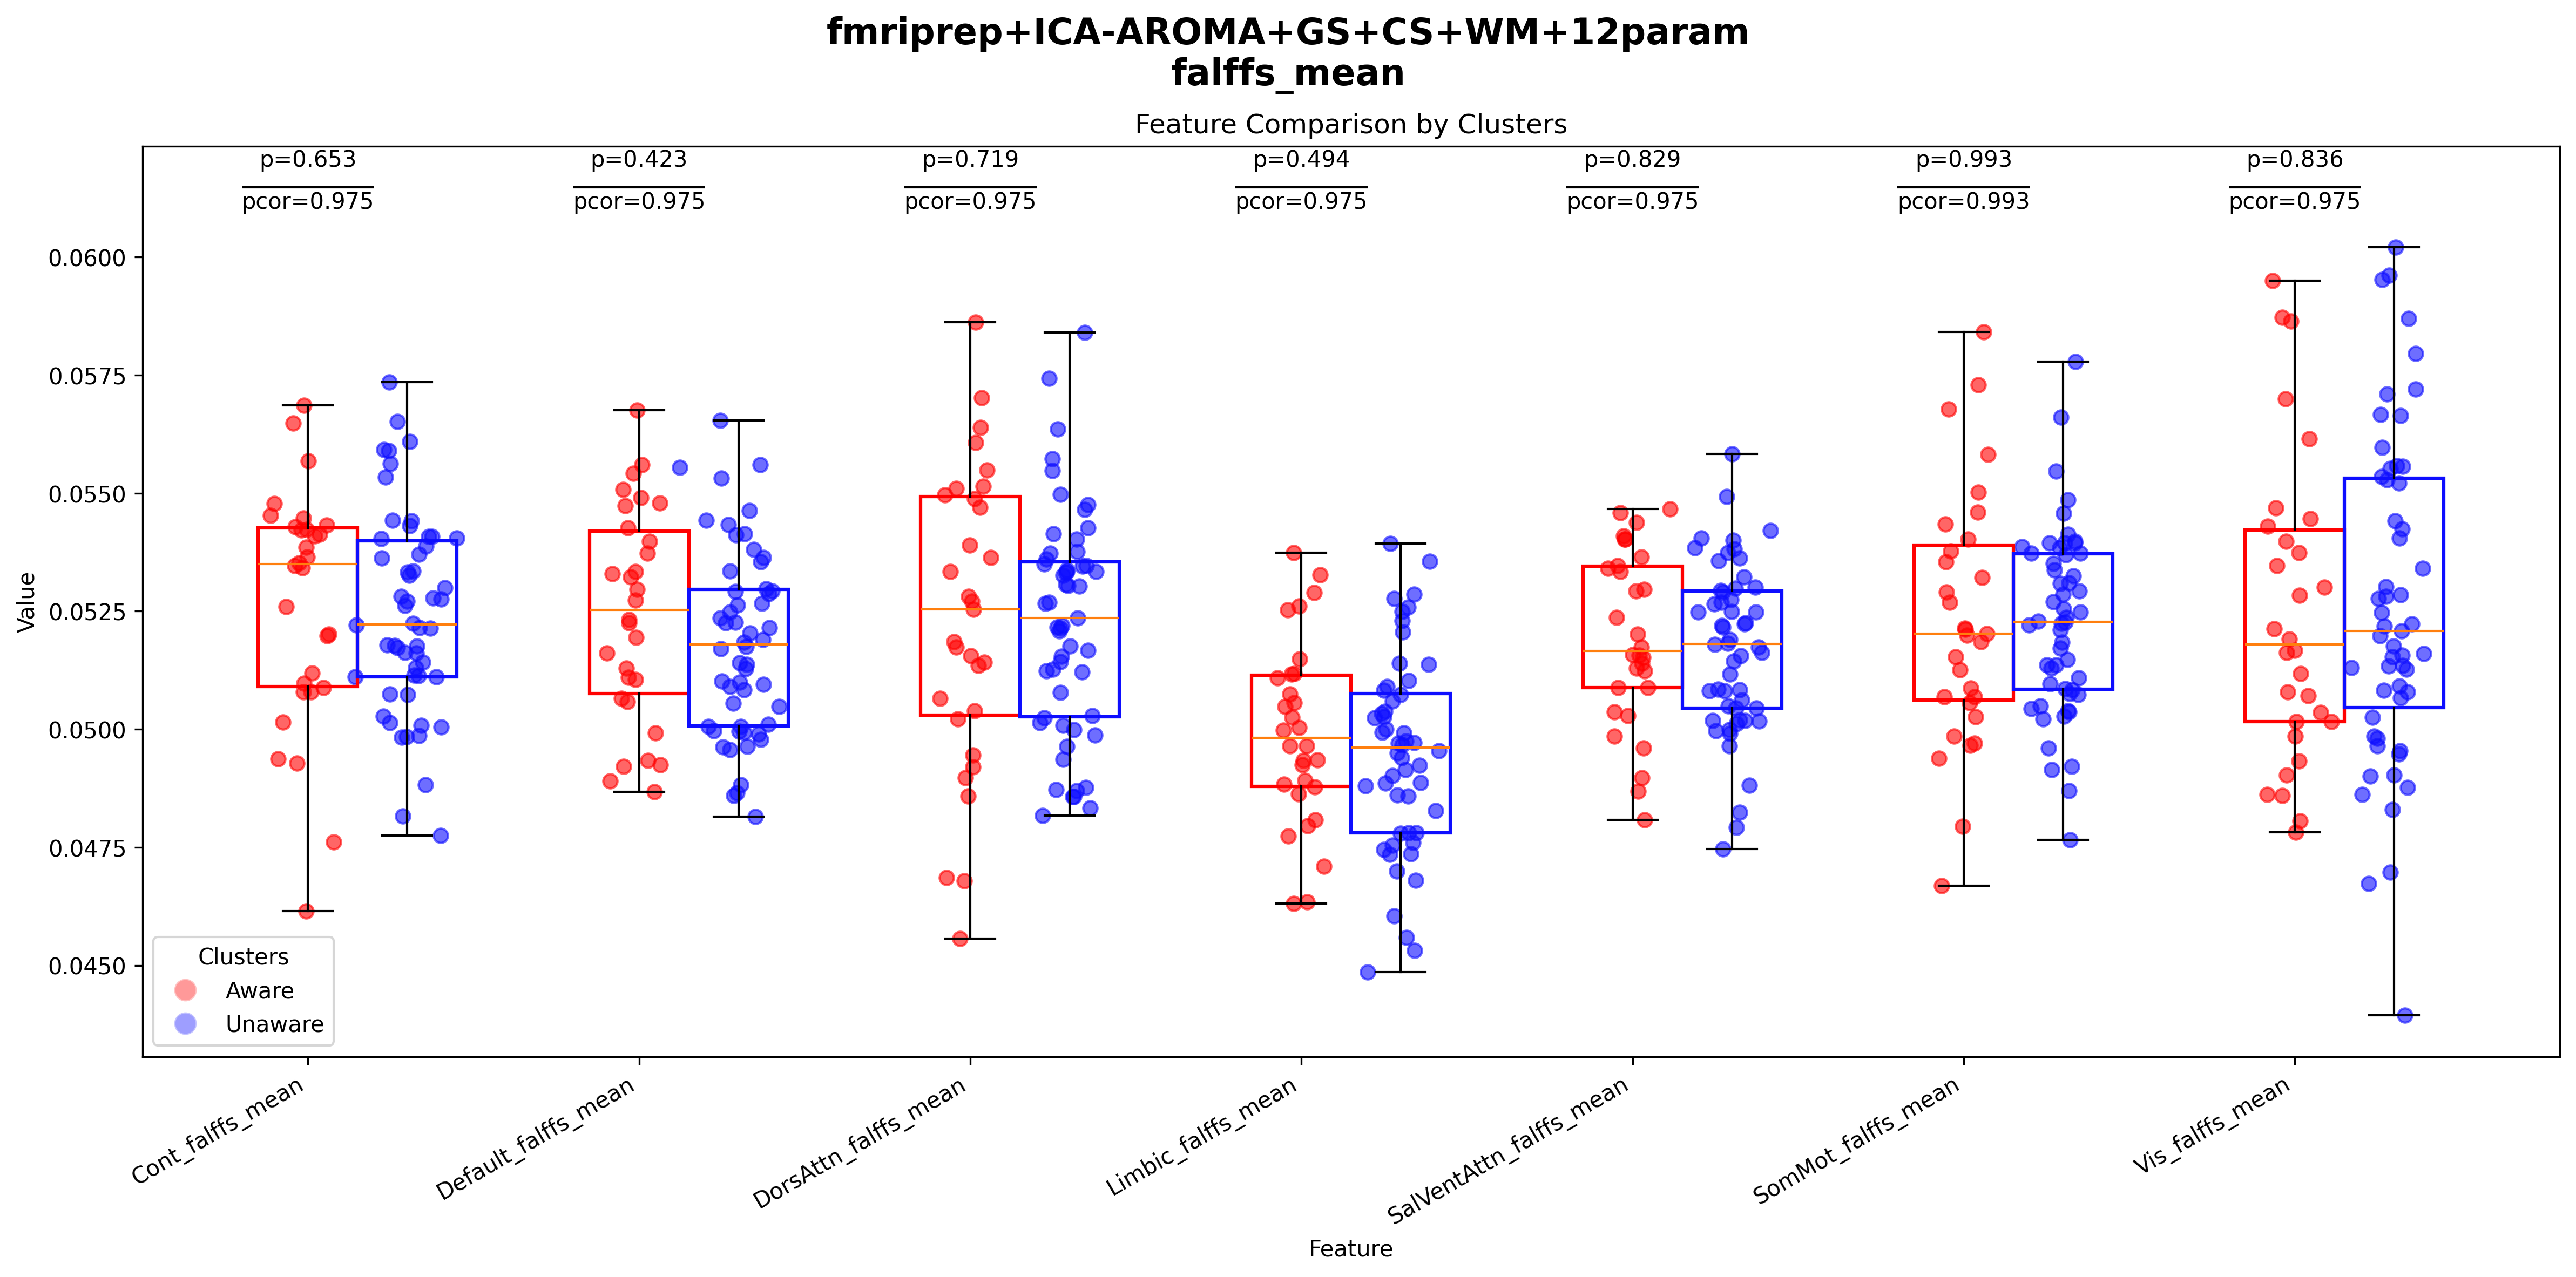 fmriprep+ICA-AROMA+GS+CS+WM+12param
falffs_mean
Feature Comparison by Clusters
p=0.653
pcor=0.975
p=0.423
pcor=0.975
p=0.719
pcor=0.975
p=0.494
pcor=0.975
p=0.829
pcor=0.975
p=0.993
pcor=0.993
p=0.836
pcor=0.975
Value
0.0600
0.0575
0.0550
0.0525
0.0500
0.0475
0.0450
Clusters
Aware
Unaware
Cont_falffs_mean
Default_falffs_mean
DorsAttn_falffs_mean
Limbic_falffs_mean
SalVentAttn_falffs_mean
SomMot_falffs_mean
Vis_falffs_mean
Feature